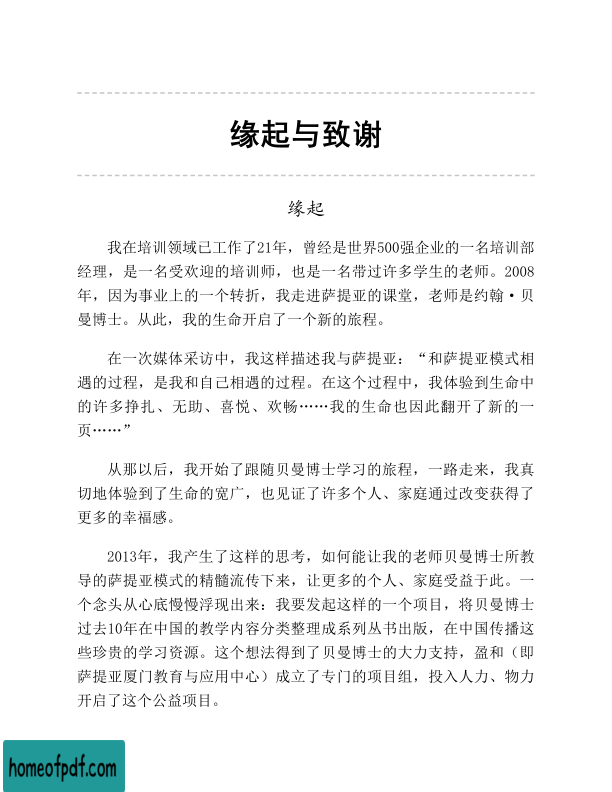 缘起与致谢
缘起
我在培训领域已工作了21年，曾经是世界500强企业的一名培训部
经理，是一名受欢迎的培训师，也是一名带过许多学生的老师。2008
年，因为事业上的一个转折，我走进萨提亚的课堂，老师是约翰·贝
曼博士。从此，我的生命开启了一个新的旅程。
在一次媒体采访中，我这样描述我与萨提亚：“和萨提亚模式相
遇的过程，是我和自己相遇的过程。在这个过程中，我体验到生命中
的许多挣扎、无助、喜悦、欢畅……我的生命也因此翻开了新的一
页……”
从那以后，我开始了跟随贝曼博士学习的旅程，一路走来，我真
切地体验到了生命的宽广，也见证了许多个人、家庭通过改变获得了
更多的幸福感。
2013年，我产生了这样的思考，如何能让我的老师贝曼博士所教
导的萨提亚模式的精髓流传下来，让更多的个人、家庭受益于此。一
个念头从心底慢慢浮现出来：我要发起这样的一个项目，将贝曼博士
过去10年在中国的教学内容分类整理成系列丛书出版，在中国传播这
些珍贵的学习资源。这个想法得到了贝曼博士的大力支持，盈和（即
萨提亚厦门教育与应用中心）成立了专门的项目组，投入人力、物力
开启了这个公益项目。
homeofpdf.com